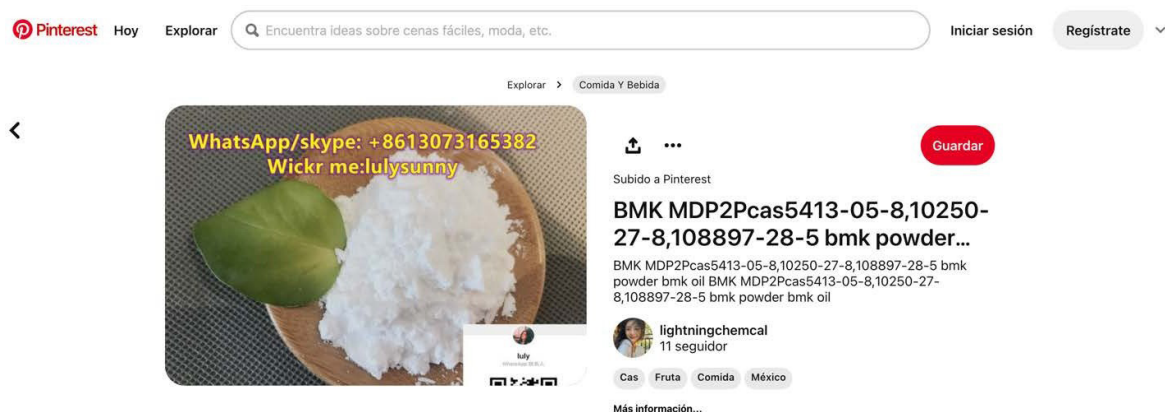 Pinterest Hoy Explorar Encuentra ideas sobre cenas fáciles, moda, etc. Iniciar sesión Regístrate
Explorar > Comida Y Bebida
WhatsApp/skype: +8613073165382
Wickr me:lulysunny
luly
Guardar
Subido a Pinterest
BMK MDP2Pcas5413-05-8,10250-
27-8,108897-28-5 bmk powder...
BMK MDP2Pcas5413-05-8,10250-27-8,108897-28-5 bmk
powder bmk oil BMK MDP2Pcas5413-05-8,10250-27-
8,108897-28-5 bmk powder bmk oil
lightningchemcal
11 seguidor
Cas Fruta Comida México
Más información...